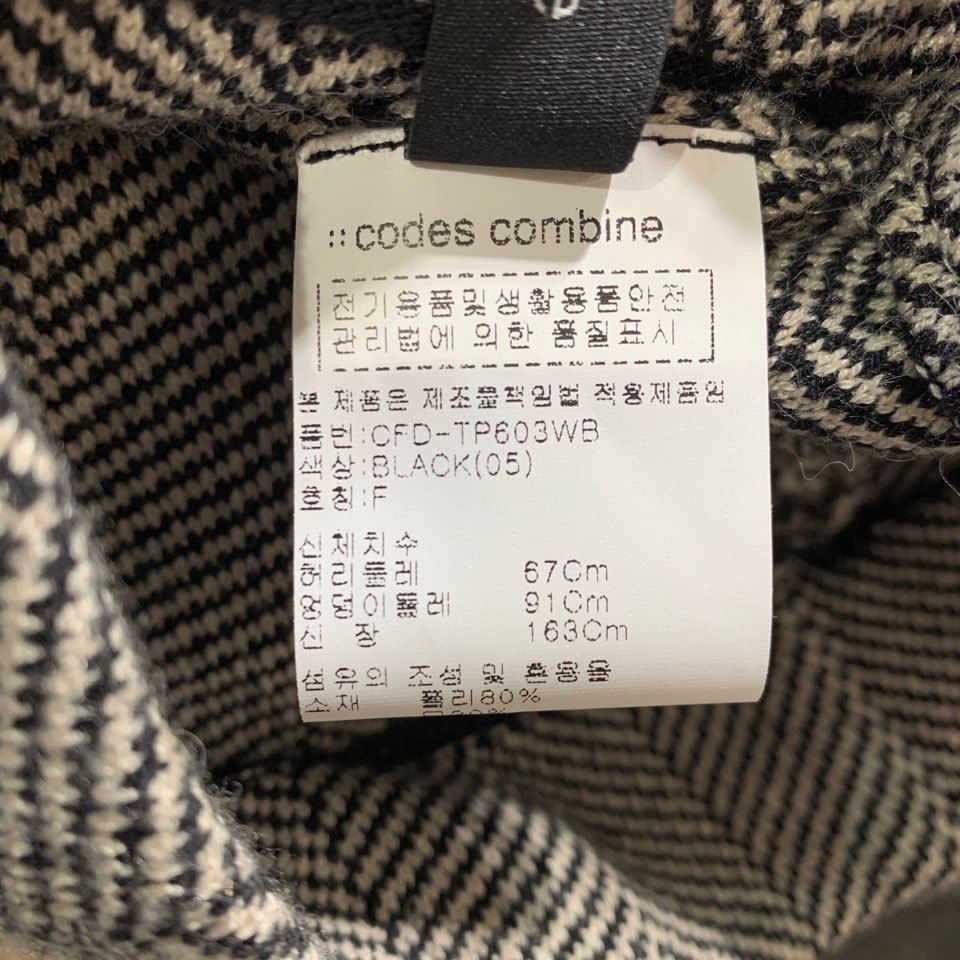 ::codes combine
전기용품및생활용품안전
관리법에 의한 품질표시
본 제품은 제조물책임법 적용제품임
품번:CFD-TP603WB
색상:BLACK(05)
호칭:F
신체치수
허리둘레 67Cm
엉덩이둘레 91Cm
신 장 163Cm
섬유의 조성 및 혼용율
소재 폴리80%